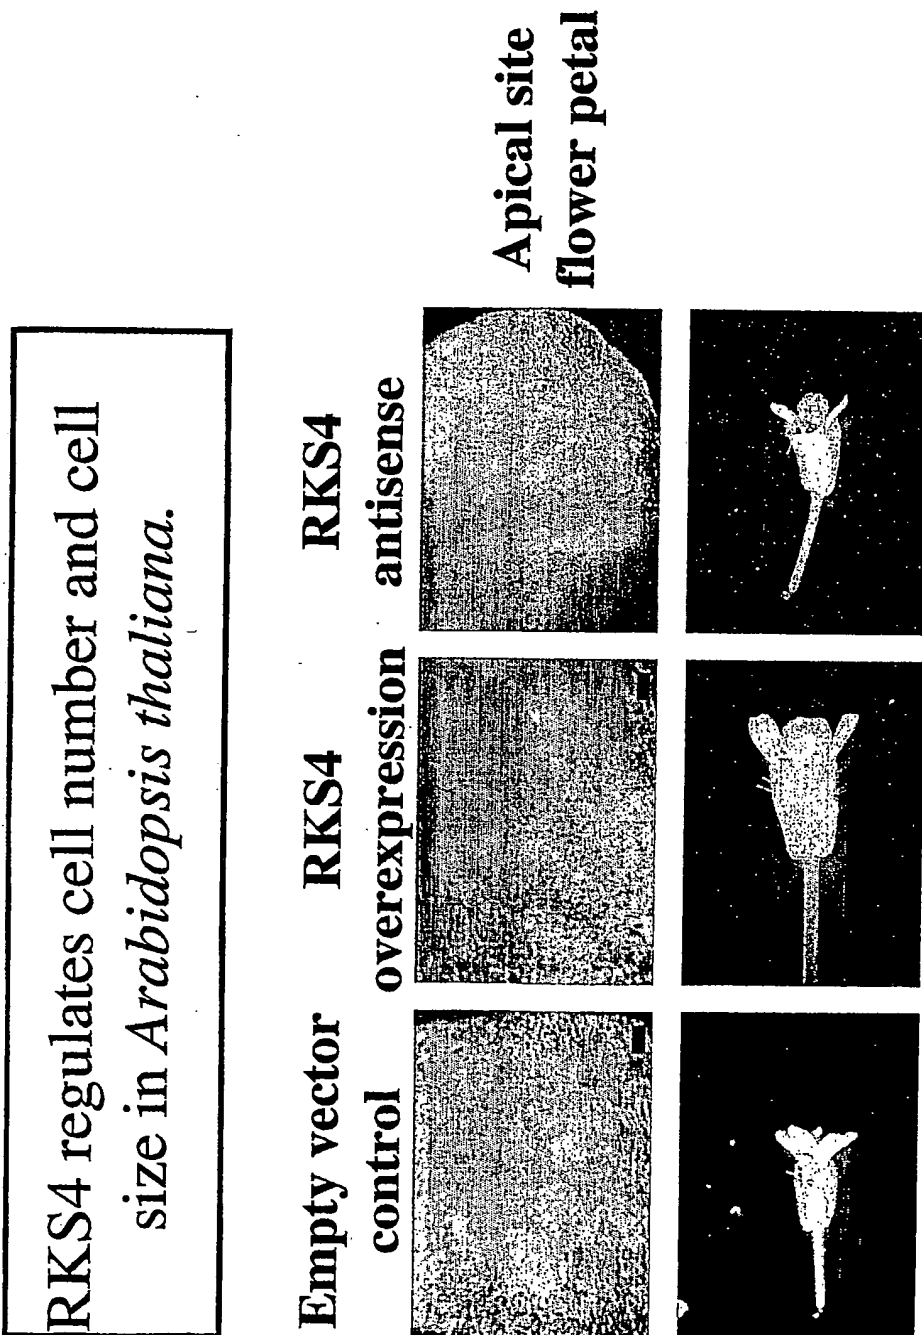 RKS4 regulates cell number and cell
size in Arabidopsis thaliana.
Empty vector
control
RKS4
overexpression
RKS4
antisense
Apical site
flower petal